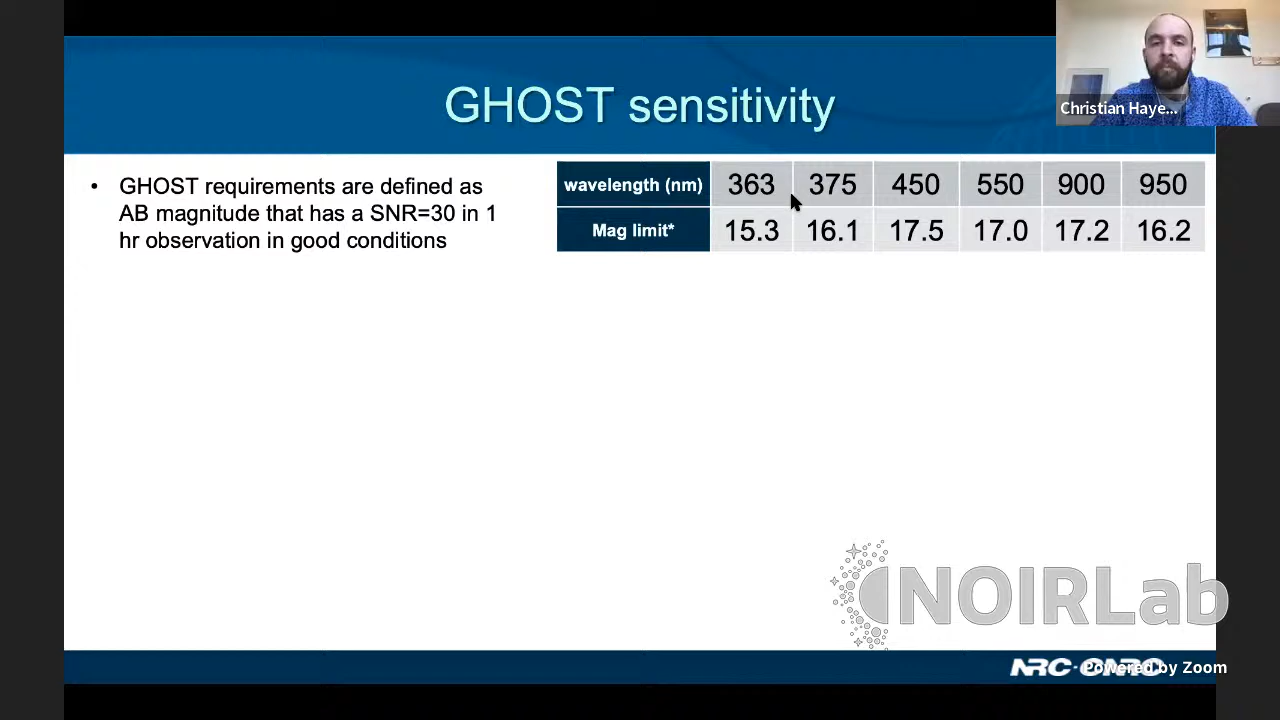 GHOST sensitivity
Christian Haye...
• GHOST requirements are defined as
AB magnitude that has a SNR=30 in 1
hr observation in good conditions
wavelength (nm) 363 375 450 550 900 950
Mag limit* 15.3 16.1 17.5 17.0 17.2 16.2
NOIRLab
NRC·CNRC
Powered by Zoom